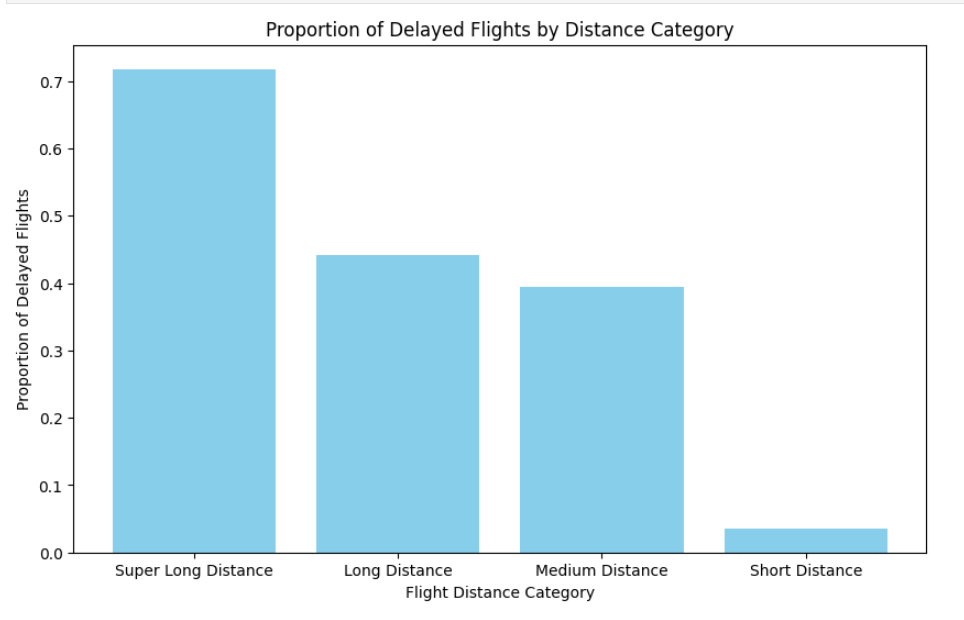 Proportion of Delayed Flights by Distance Category
Proportion of Delayed Flights
0.7
0.6
0.5
0.4
0.3
0.2
0.1
0.0
Super Long Distance
Long Distance
Medium Distance
Short Distance
Flight Distance Category